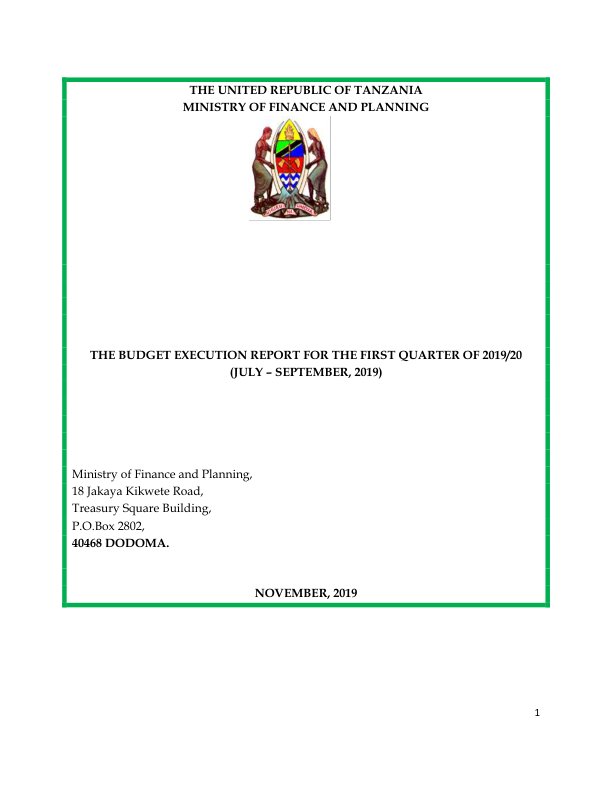 THE UNITED REPUBLIC OF TANZANIA
MINISTRY OF FINANCE AND PLANNING
THE BUDGET EXECUTION REPORT FOR THE FIRST QUARTER OF 2019/20
(JULY – SEPTEMBER, 2019)
Ministry of Finance and Planning,
18 Jakaya Kikwete Road,
Treasury Square Building,
P.O.Box 2802,
40468 DODOMA.
NOVEMBER, 2019
1